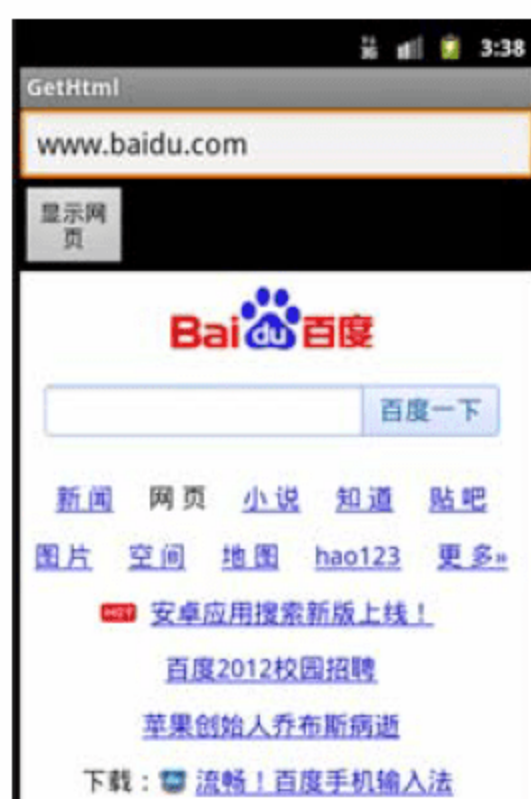 3G 3:38
GetHtml
www.baidu.com
显示网
页
Bai du 百度
百度一下
新闻 网页 小说 知道 贴吧
图片 空间 地图 hao123 更多»
HOT 安卓应用搜索新版上线！
百度2012校园招聘
苹果创始人乔布斯病逝
下载：流畅！百度手机输入法